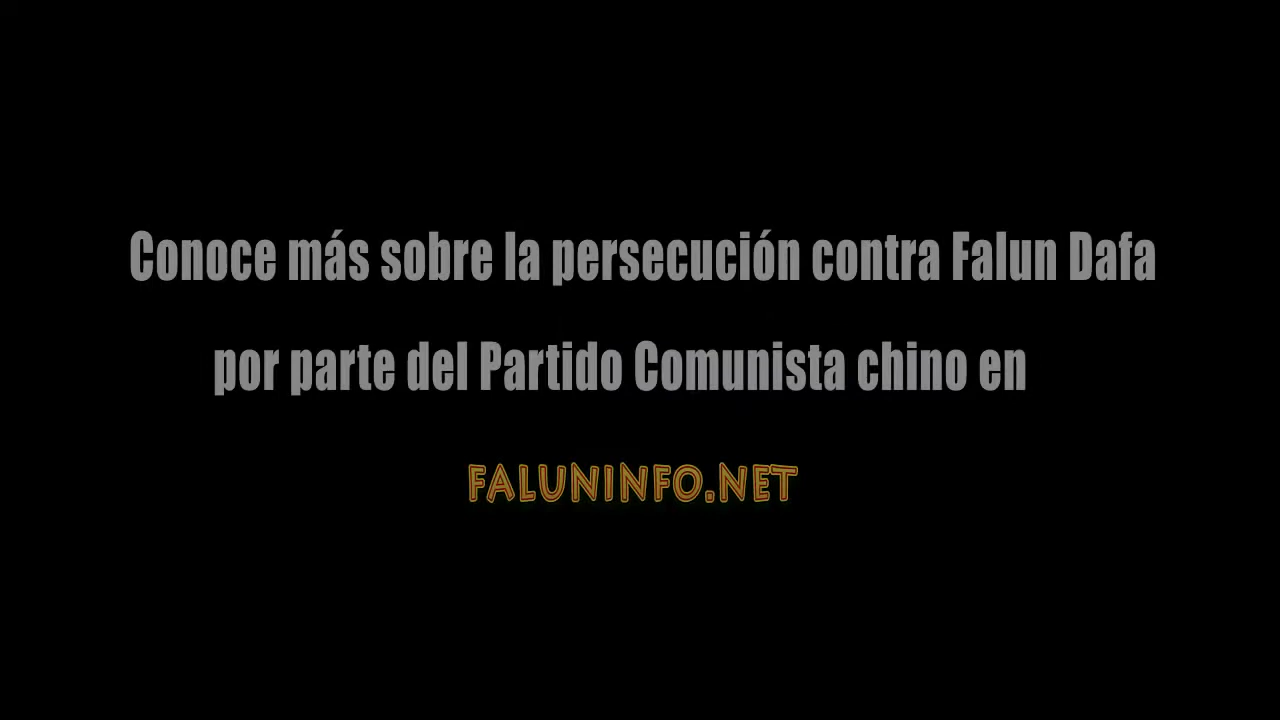 Conoce más sobre la persecución contra Falun Dafa
por parte del Partido Comunista chino en
FALUNINFO.NET